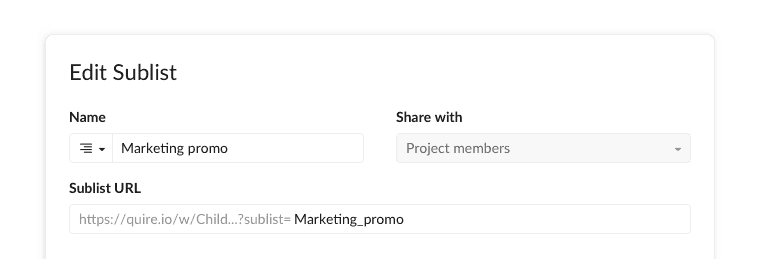 Edit Sublist
Name
Share with
Marketing promo
Project members
Sublist URL
https://quire.io/w/Child...?sublist= Marketing_promo